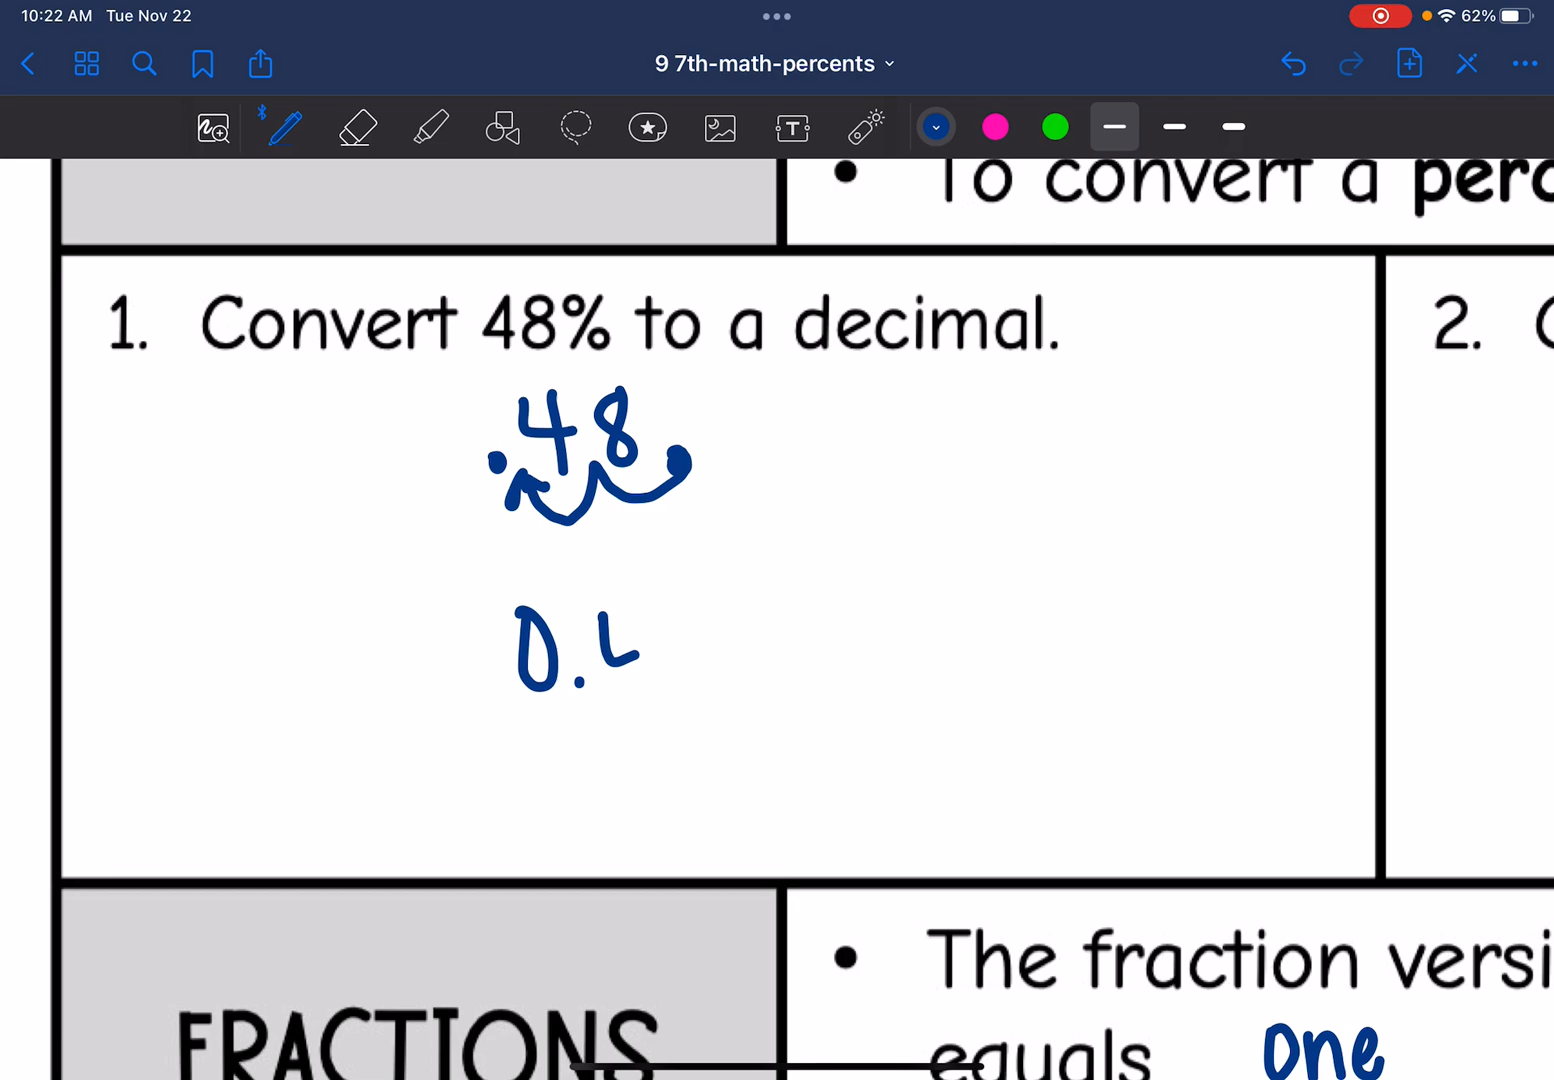 10:22 AM Tue Nov 22
62%
9 7th-math-percents
T
To convert a perc
1. Convert 48% to a decimal.
2.
.48.
0.
The fraction versi
FRACTIONS
equals one